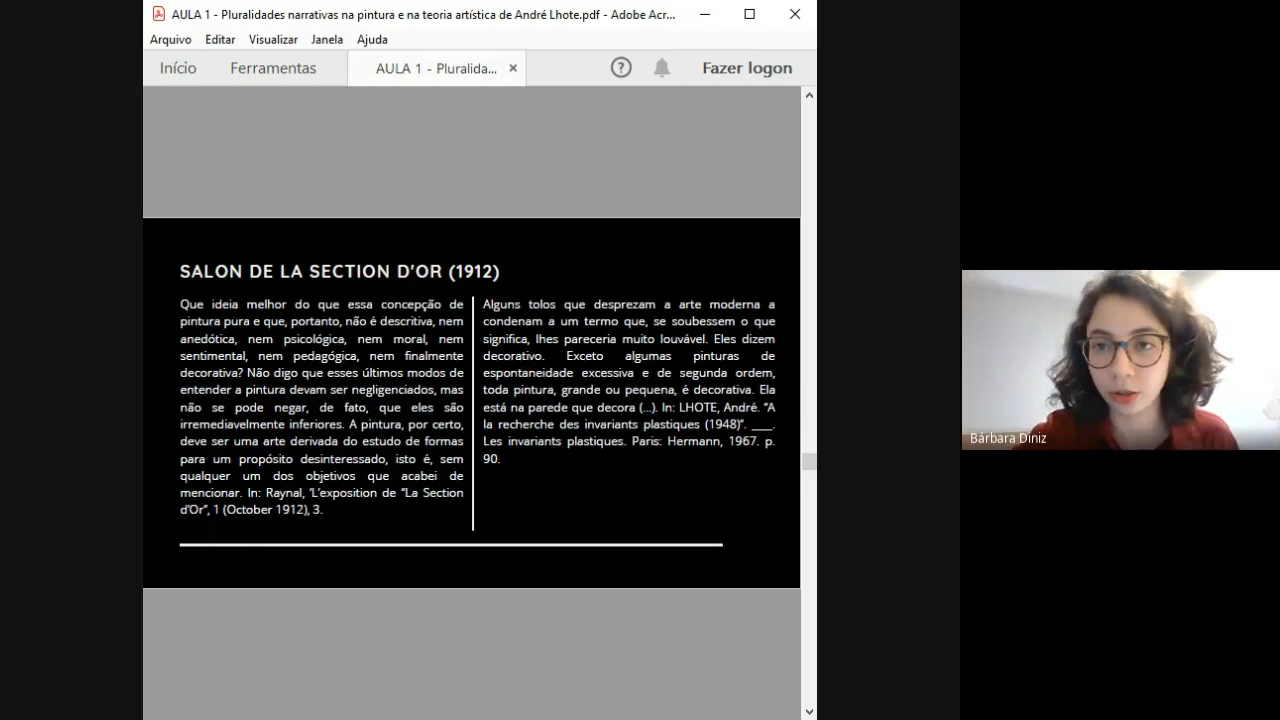 AULA 1 - Pluralidades narrativas na pintura e na teoria artística de André Lhote.pdf - Adobe Acr...
Arquivo Editar Visualizar Janela Ajuda
Início Ferramentas AULA 1 - Pluralida... × ? Fazer logon
SALON DE LA SECTION D'OR (1912)
Que ideia melhor do que essa concepção de
pintura pura e que, portanto, não é descritiva, nem
anedótica, nem psicológica, nem moral, nem
sentimental, nem pedagógica, nem finalmente
decorativa? Não digo que esses últimos modos de
entender a pintura devam ser negligenciados, mas
não se pode negar, de fato, que eles são
irremediavelmente inferiores. A pintura, por certo,
deve ser uma arte derivada do estudo de formas
para um propósito desinteressado, isto é, sem
qualquer um dos objetivos que acabei de
mencionar. In: Raynal, 'L'exposition de "La Section
d'Or", 1 (October 1912), 3.
Alguns tolos que desprezam a arte moderna a
condenam a um termo que, se soubessem o que
significa, lhes pareceria muito louvável. Eles dizem
decorativo. Exceto algumas pinturas de
espontaneidade excessiva e de segunda ordem,
toda pintura, grande ou pequena, é decorativa. Ela
está na parede que decora (...). In: LHOTE, André. "A
la recherche des invariants plastiques (1948)". ____.
Les invariants plastiques. Paris: Hermann, 1967. p.
90.
Bárbara Diniz